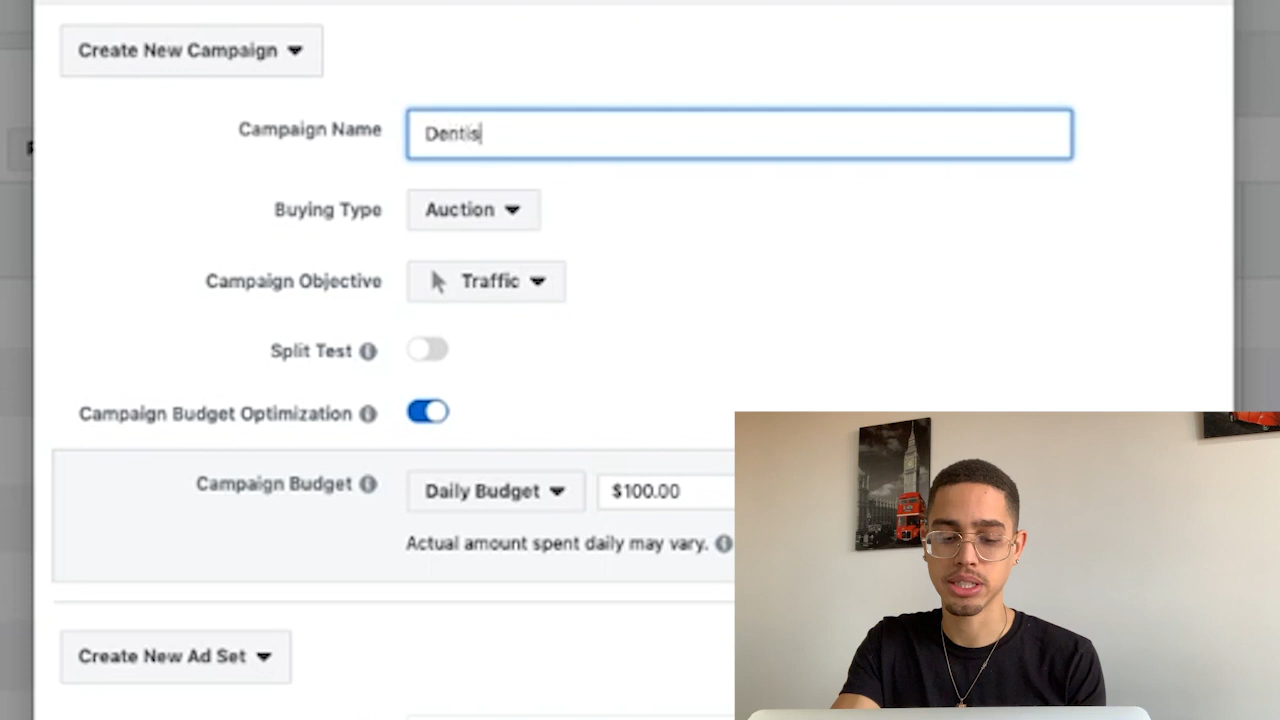 Create New Campaign
Campaign Name
Dentis
Buying Type
Auction
Campaign Objective
Traffic
Split Test
Campaign Budget Optimization
Campaign Budget
Daily Budget
$100.00
Actual amount spent daily may vary.
Create New Ad Set